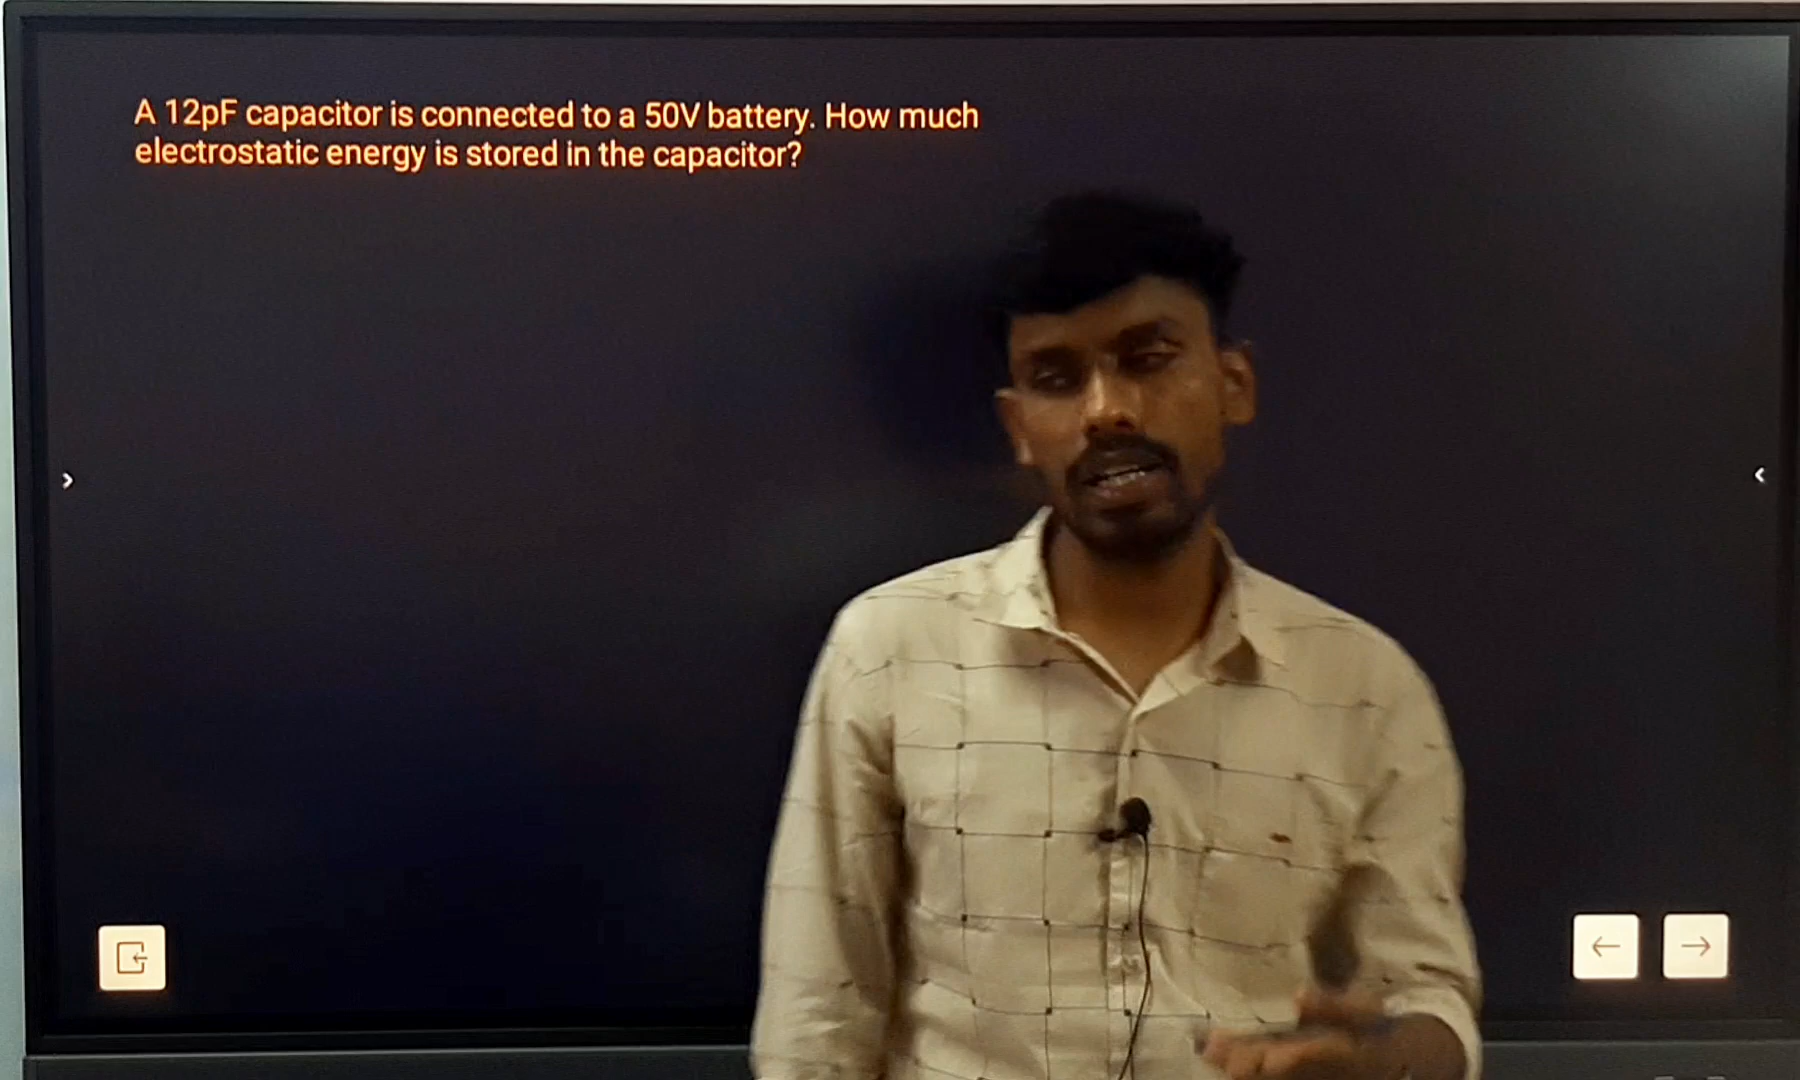 A 12pF capacitor is connected to a 50V battery. How much
electrostatic energy is stored in the capacitor?